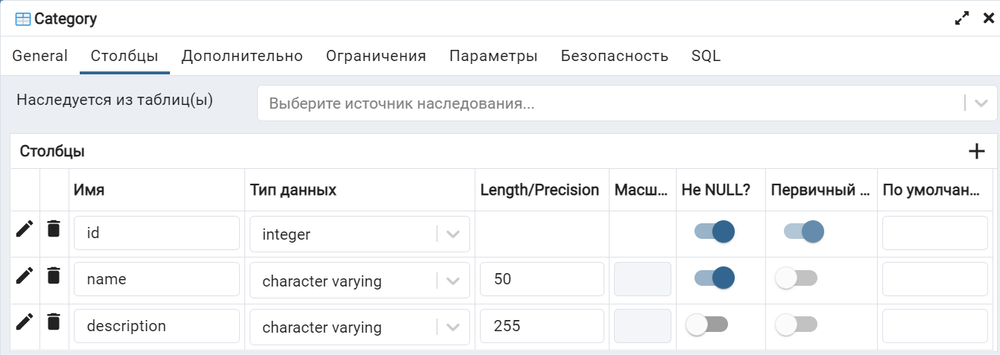 Category
General Столбцы Дополнительно Ограничения Параметры Безопасность SQL
Наследуется из таблиц(ы) Выберите источник наследования...
Столбцы
Имя Тип данных Length/Precision Масш... Не NULL? Первичный ... По умолчан...
id integer
name character varying 50
description character varying 255